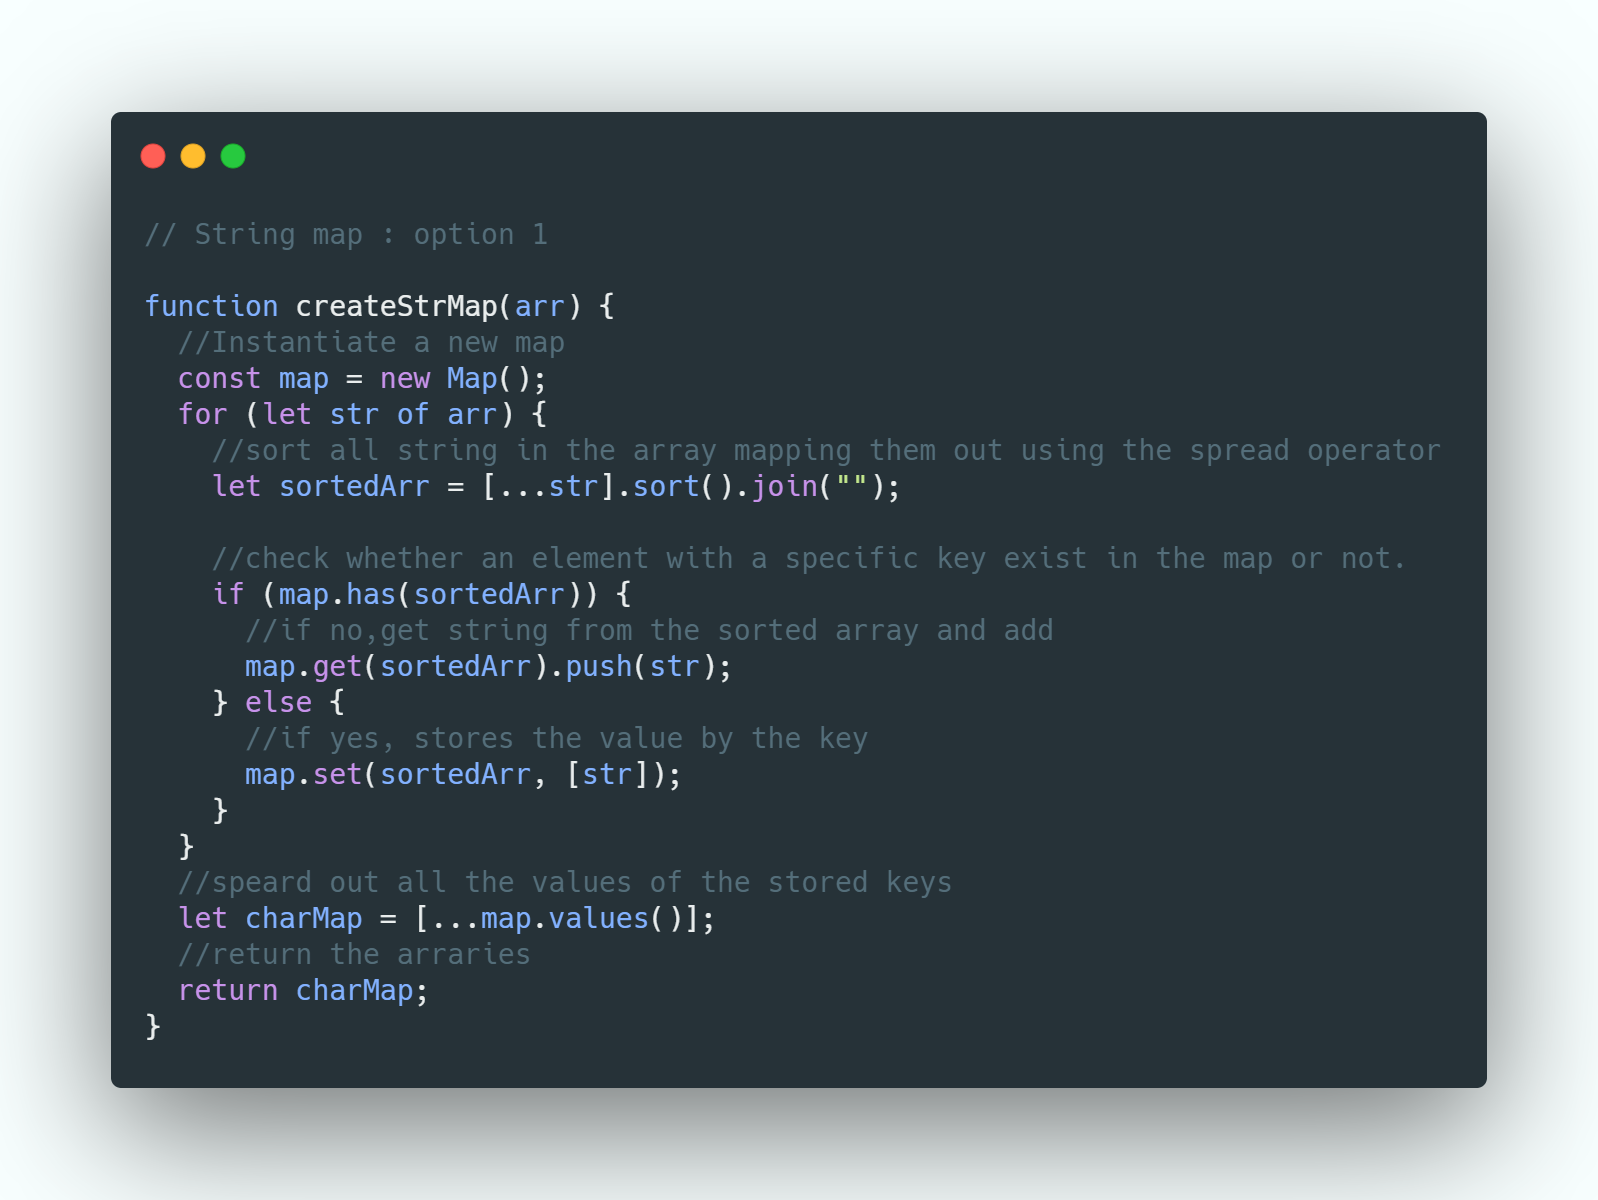 // String map : option 1
function createStrMap(arr) {
  //Instantiate a new map
  const map = new Map();
  for (let str of arr) {
    //sort all string in the array mapping them out using the spread operator
    let sortedArr = [...str].sort().join("");
    //check whether an element with a specific key exist in the map or not.
    if (map.has(sortedArr)) {
      //if no,get string from the sorted array and add
      map.get(sortedArr).push(str);
    } else {
      //if yes, stores the value by the key
      map.set(sortedArr, [str]);
    }
  }
  //speard out all the values of the stored keys
  let charMap = [...map.values()];
  //return the arraries
  return charMap;
}